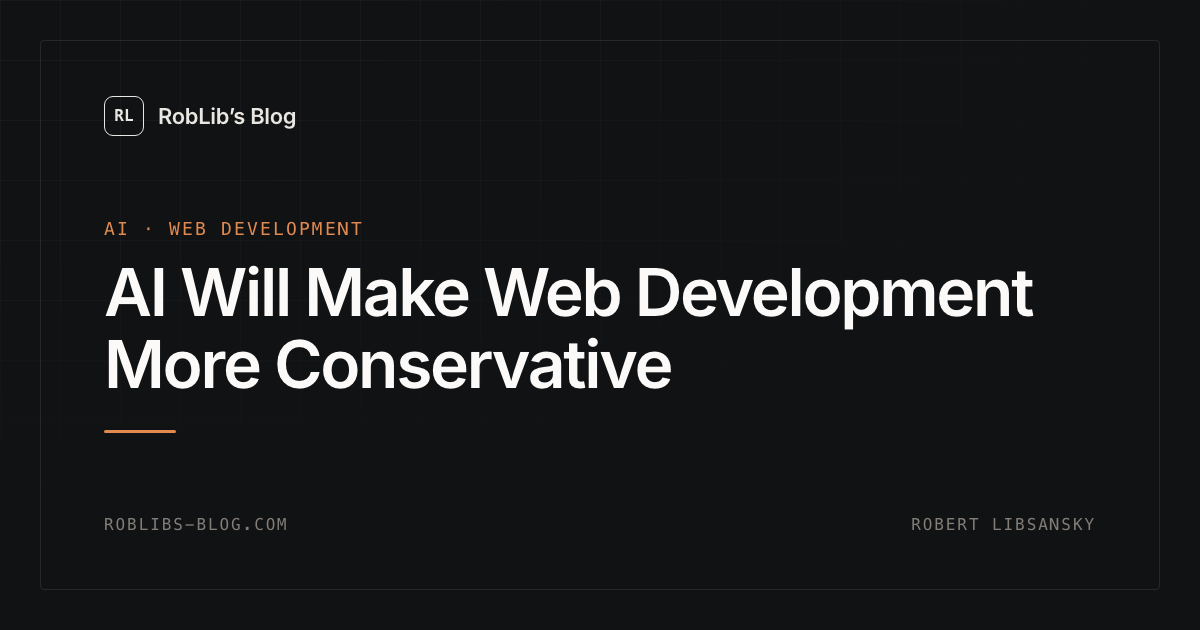 RL
RobLib’s Blog
AI · WEB DEVELOPMENT
AI Will Make Web Development
More Conservative
ROBLIBS-BLOG.COM
ROBERT LIBSANSKY